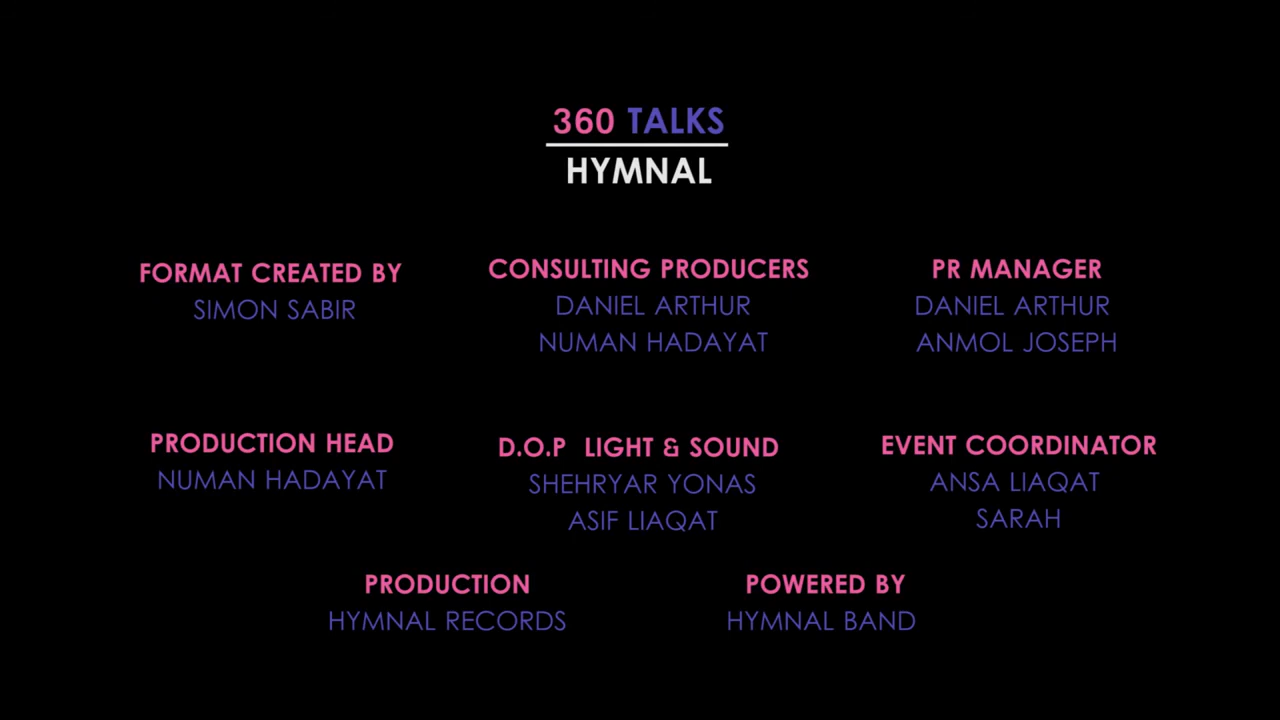 360 TALKS
HYMNAL
FORMAT CREATED BY
SIMON SABIR
CONSULTING PRODUCERS
DANIEL ARTHUR
NUMAN HADAYAT
PR MANAGER
DANIEL ARTHUR
ANMOL JOSEPH
PRODUCTION HEAD
NUMAN HADAYAT
D.O.P LIGHT & SOUND
SHEHRYAR YONAS
ASIF LIAQAT
EVENT COORDINATOR
ANSA LIAQAT
SARAH
PRODUCTION
HYMNAL RECORDS
POWERED BY
HYMNAL BAND